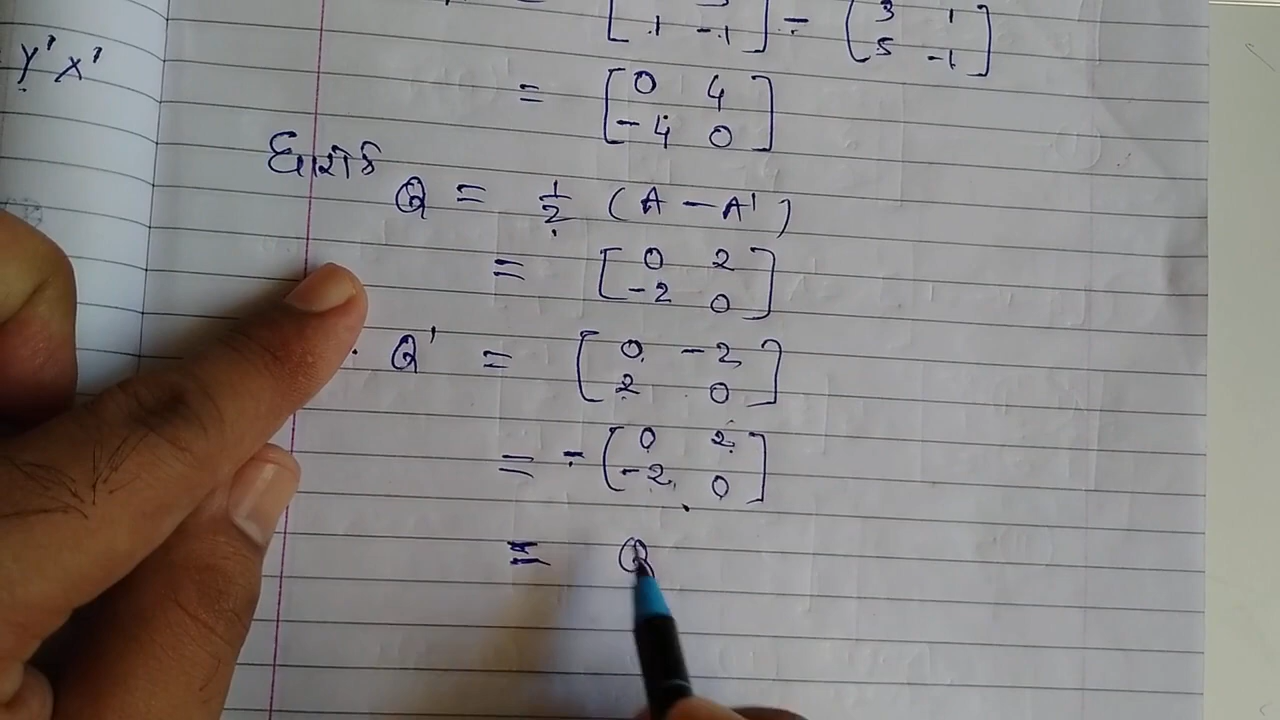 Y' X'
[ 1 -1 ] - [ 3 1
5 -1 ]
= [ 0 4
-4 0 ]
Q = 1/2 ( A - A' )
= [ 0 2
-2 0 ]
Q' = [ 0 -2
2 0 ]
= - [ 0 2
-2 0 ]
= Q